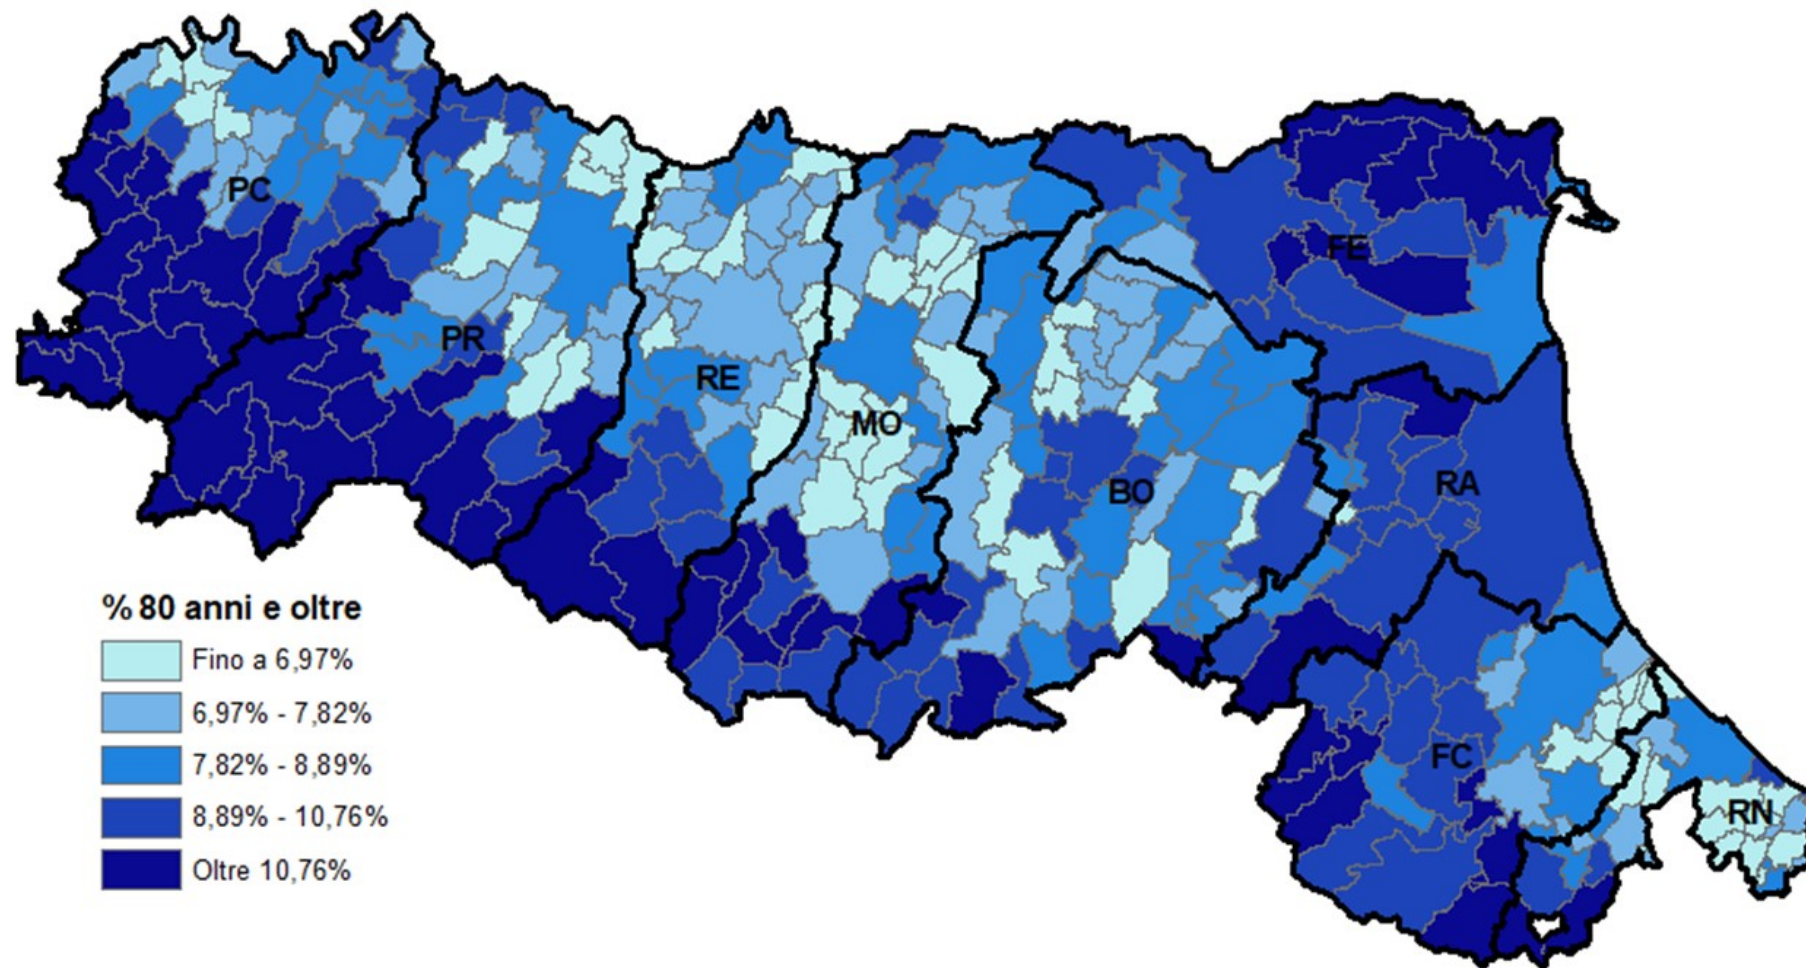 PC
FE
PR
RE
MO
RA
BO
% 80 anni e oltre
Fino a 6,97%
6,97% - 7,82%
7,82% - 8,89%
8,89% - 10,76%
Oltre 10,76%
FC
RN